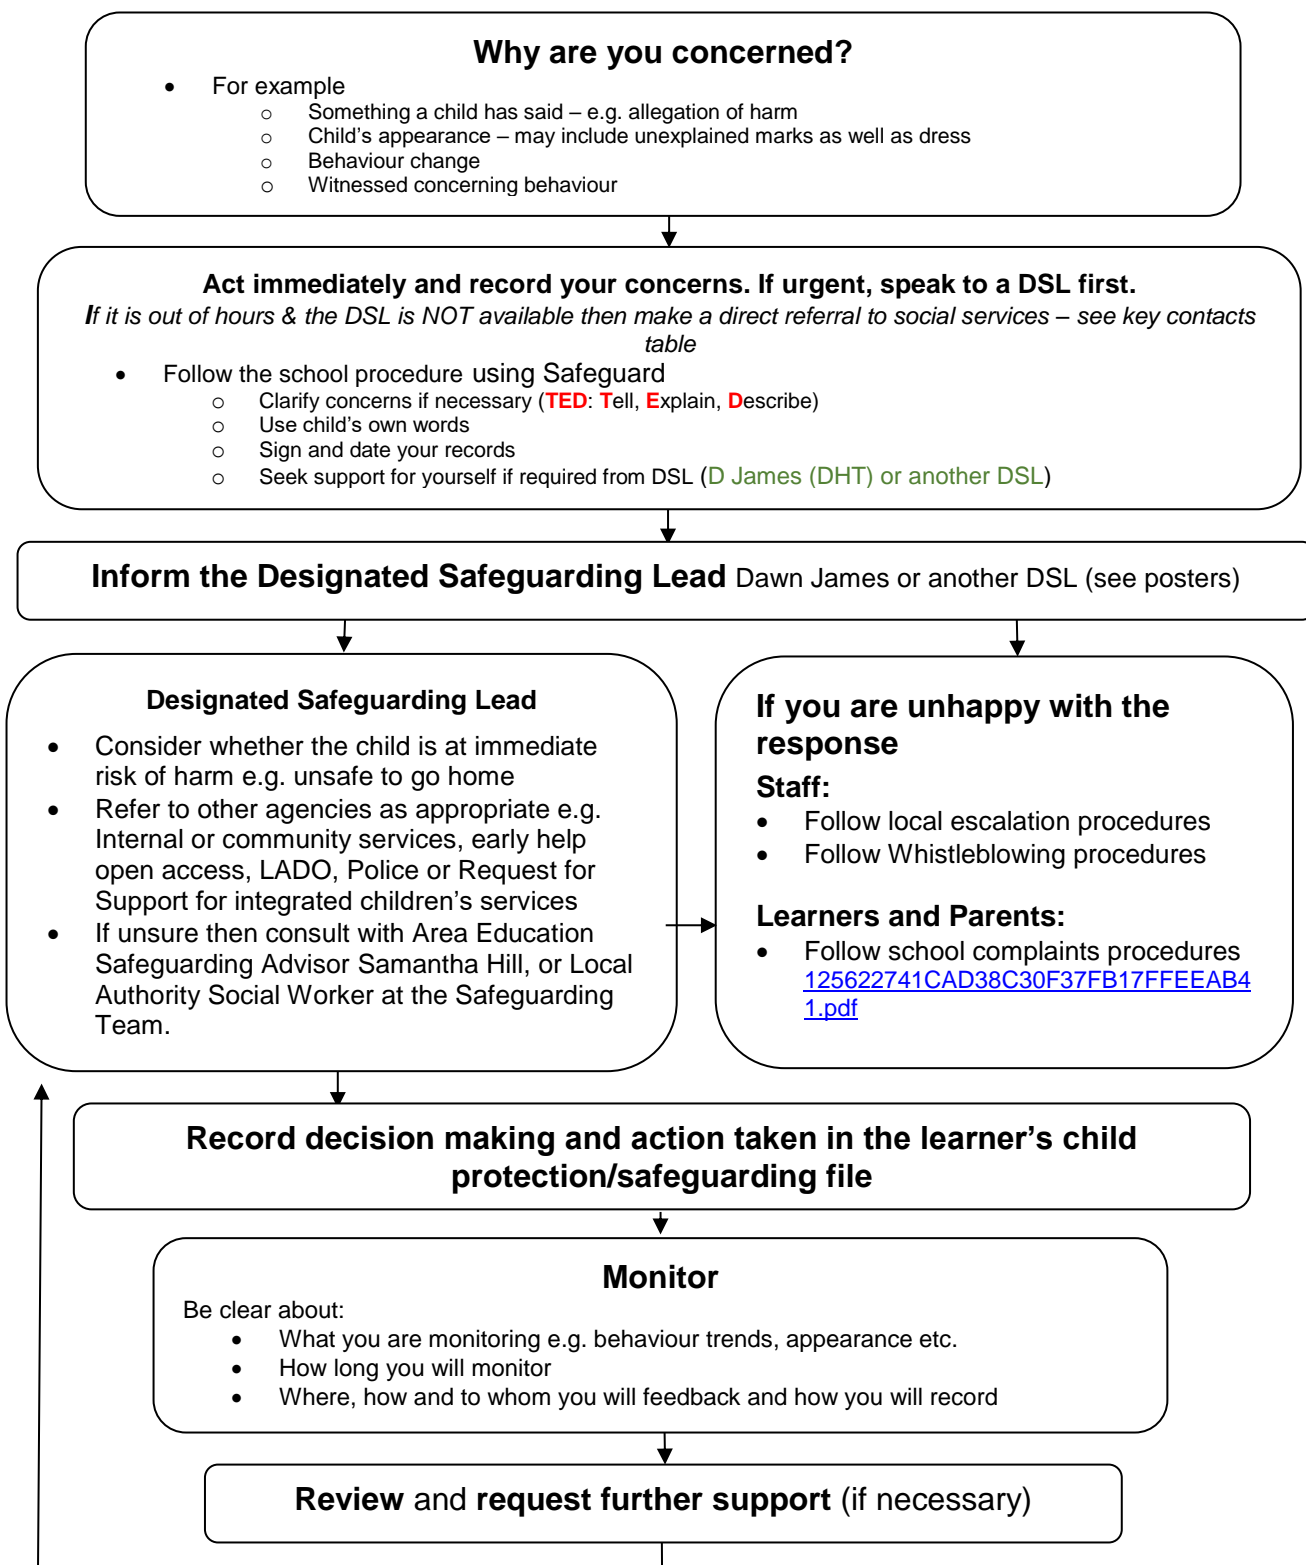 Why are you concerned?
• For example
o Something a child has said – e.g. allegation of harm
o Child's appearance – may include unexplained marks as well as dress
o Behaviour change
o Witnessed concerning behaviour
Act immediately and record your concerns. If urgent, speak to a DSL first.
If it is out of hours & the DSL is NOT available then make a direct referral to social services – see key contacts
table
• Follow the school procedure using Safeguard
o Clarify concerns if necessary (TED: Tell, Explain, Describe)
o Use child's own words
o Sign and date your records
o Seek support for yourself if required from DSL (D James (DHT) or another DSL)
Inform the Designated Safeguarding Lead Dawn James or another DSL (see posters)
Designated Safeguarding Lead
• Consider whether the child is at immediate
risk of harm e.g. unsafe to go home
• Refer to other agencies as appropriate e.g.
Internal or community services, early help
open access, LADO, Police or Request for
Support for integrated children's services
• If unsure then consult with Area Education
Safeguarding Advisor Samantha Hill, or Local
Authority Social Worker at the Safeguarding
Team.
If you are unhappy with the
response
Staff:
• Follow local escalation procedures
• Follow Whistleblowing procedures
Learners and Parents:
• Follow school complaints procedures
125622741CAD38C30F37FB17FFEEAB4
1.pdf
Record decision making and action taken in the learner's child
protection/safeguarding file
Monitor
Be clear about:
• What you are monitoring e.g. behaviour trends, appearance etc.
• How long you will monitor
• Where, how and to whom you will feedback and how you will record
Review and request further support (if necessary)